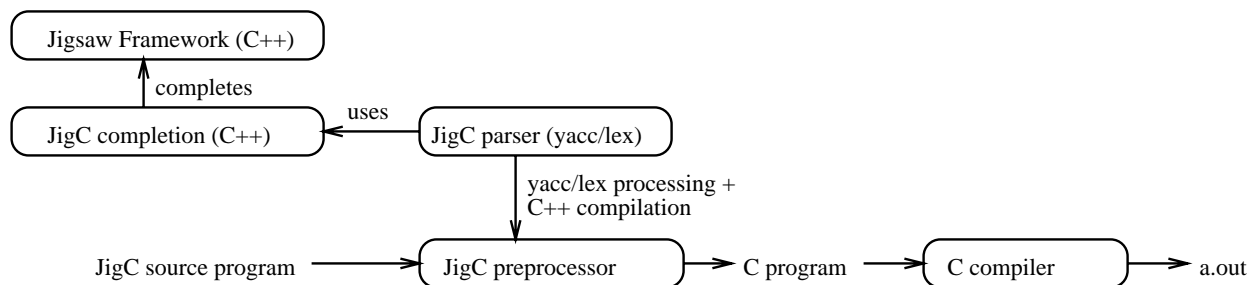 Jigsaw Framework (C++)
completes
uses
JigC completion (C++)
JigC parser (yacc/lex)
yacc/lex processing +
C++ compilation
JigC source program
JigC preprocessor
C program
C compiler
a.out